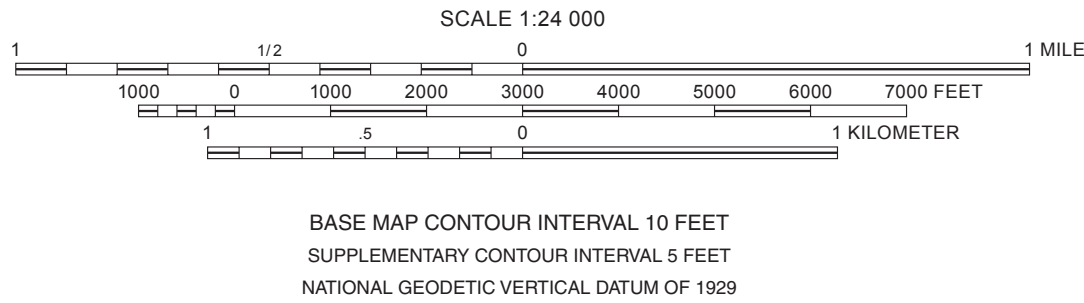 SCALE 1:24 000
1 1/2 0 1 MILE
1000 0 1000 2000 3000 4000 5000 6000 7000 FEET
1 .5 0 1 KILOMETER
BASE MAP CONTOUR INTERVAL 10 FEET
SUPPLEMENTARY CONTOUR INTERVAL 5 FEET
NATIONAL GEODETIC VERTICAL DATUM OF 1929